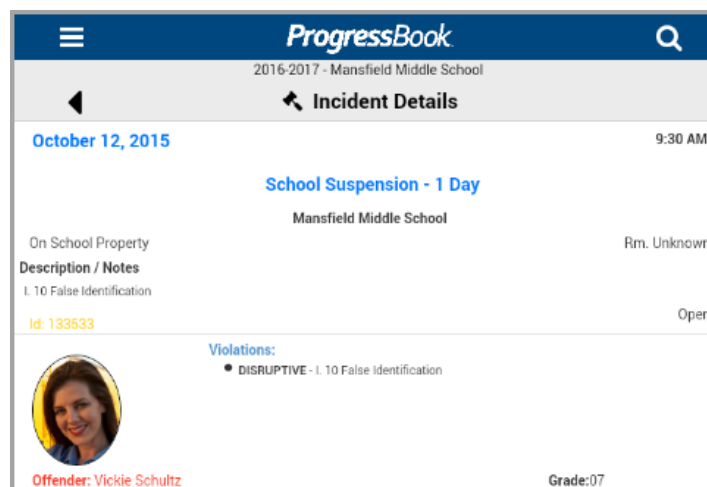 ProgressBook
2016-2017 - Mansfield Middle School
Incident Details
October 12, 2015 9:30 AM
School Suspension - 1 Day
Mansfield Middle School
On School Property Rm. Unknown
Description / Notes
I. 10 False Identification
Id: 133533 Oper
Violations:
DISRUPTIVE - I. 10 False Identification
Offender: Vickie Schultz Grade:07